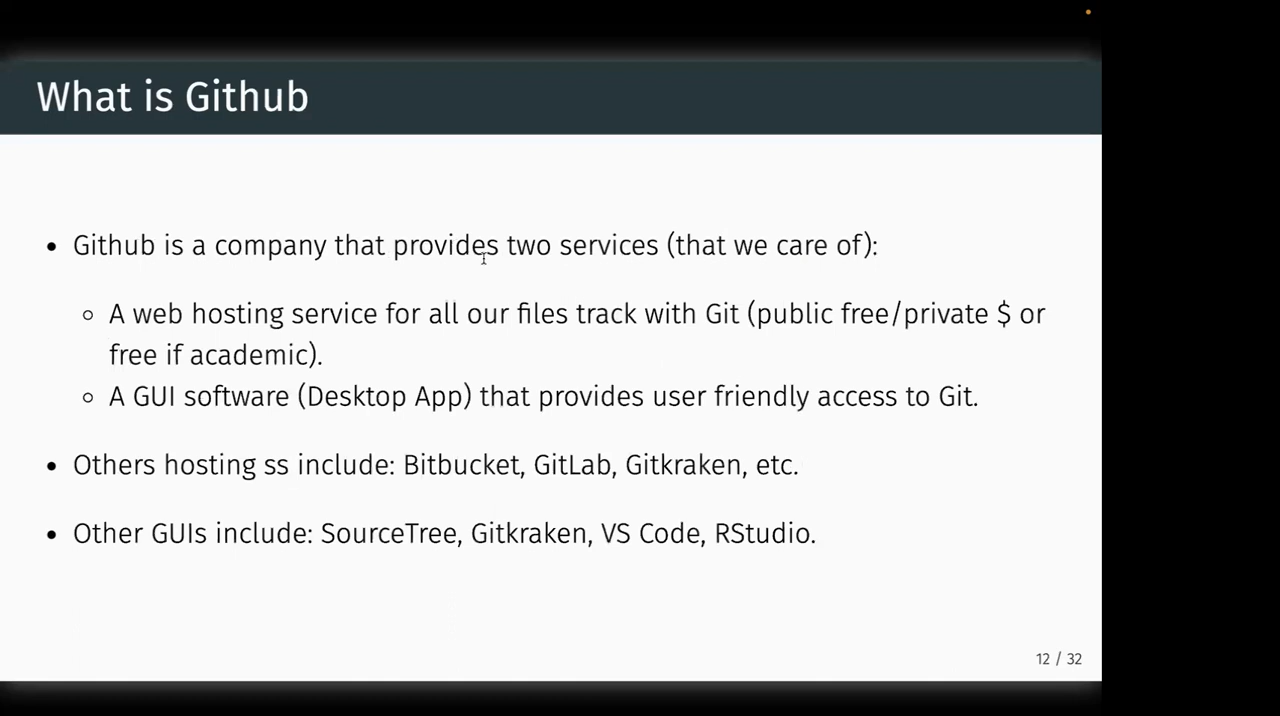 What is Github
• Github is a company that provides two services (that we care of):
◦ A web hosting service for all our files track with Git (public free/private $ or
free if academic).
◦ A GUI software (Desktop App) that provides user friendly access to Git.
• Others hosting ss include: Bitbucket, GitLab, Gitkraken, etc.
• Other GUIs include: SourceTree, Gitkraken, VS Code, RStudio.
12 / 32